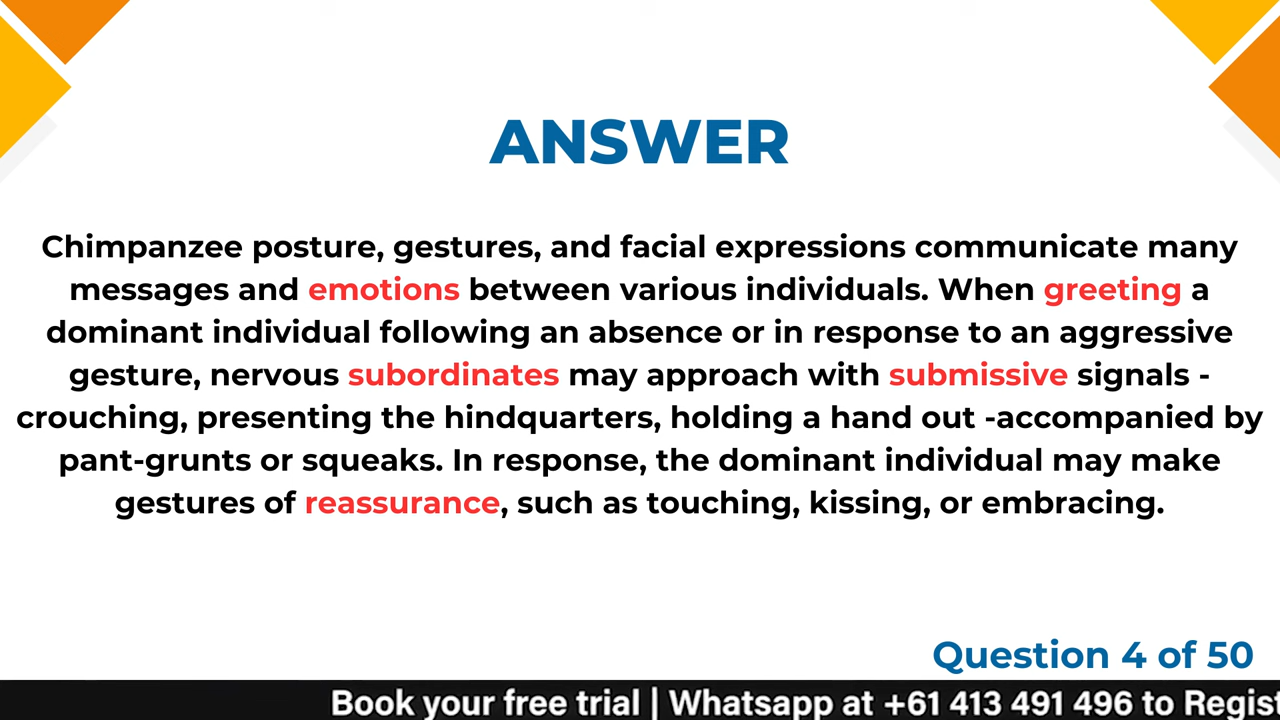 ANSWER
Chimpanzee posture, gestures, and facial expressions communicate many
messages and emotions between various individuals. When greeting a
dominant individual following an absence or in response to an aggressive
gesture, nervous subordinates may approach with submissive signals -
crouching, presenting the hindquarters, holding a hand out -accompanied by
pant-grunts or squeaks. In response, the dominant individual may make
gestures of reassurance, such as touching, kissing, or embracing.
Question 4 of 50
Book your free trial | Whatsapp at +61 413 491 496 to Regist